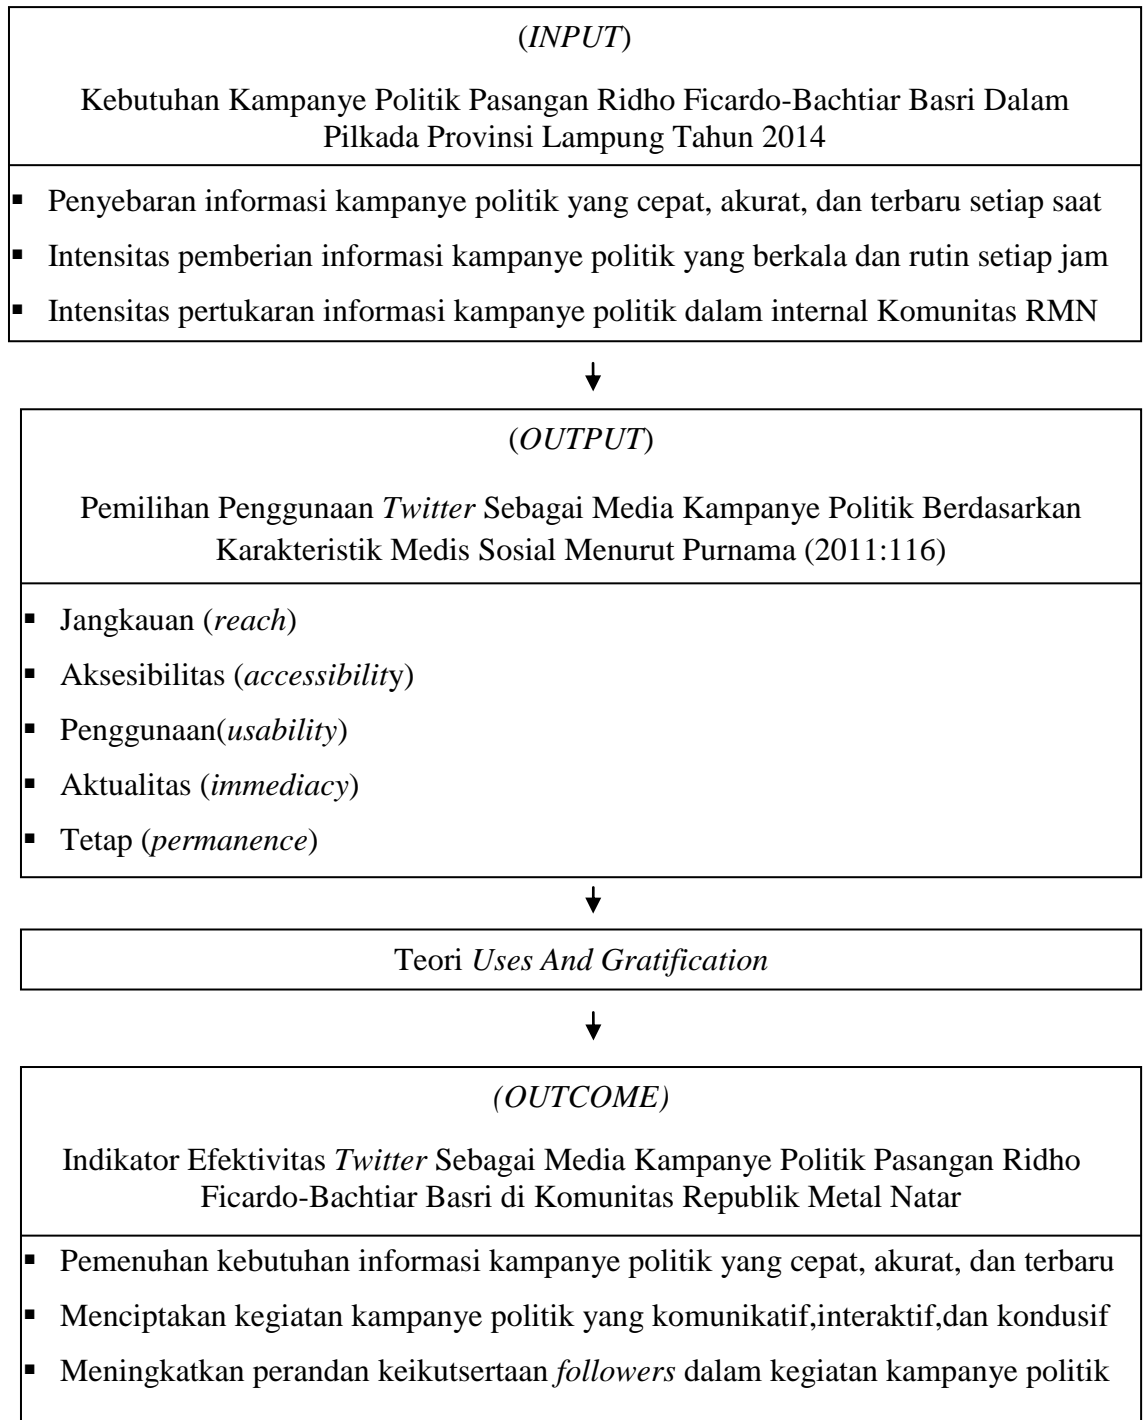 (INPUT)
Kebutuhan Kampanye Politik Pasangan Ridho Ficardo-Bachtiar Basri Dalam
Pilkada Provinsi Lampung Tahun 2014
▪ Penyebaran informasi kampanye politik yang cepat, akurat, dan terbaru setiap saat
▪ Intensitas pemberian informasi kampanye politik yang berkala dan rutin setiap jam
▪ Intensitas pertukaran informasi kampanye politik dalam internal Komunitas RMN
(OUTPUT)
Pemilihan Penggunaan Twitter Sebagai Media Kampanye Politik Berdasarkan
Karakteristik Medis Sosial Menurut Purnama (2011:116)
▪ Jangkauan (reach)
▪ Aksesibilitas (accessibility)
▪ Penggunaan(usability)
▪ Aktualitas (immediacy)
▪ Tetap (permanence)
Teori Uses And Gratification
(OUTCOME)
Indikator Efektivitas Twitter Sebagai Media Kampanye Politik Pasangan Ridho
Ficardo-Bachtiar Basri di Komunitas Republik Metal Natar
▪ Pemenuhan kebutuhan informasi kampanye politik yang cepat, akurat, dan terbaru
▪ Menciptakan kegiatan kampanye politik yang komunikatif,interaktif,dan kondusif
▪ Meningkatkan perandan keikutsertaan followers dalam kegiatan kampanye politik